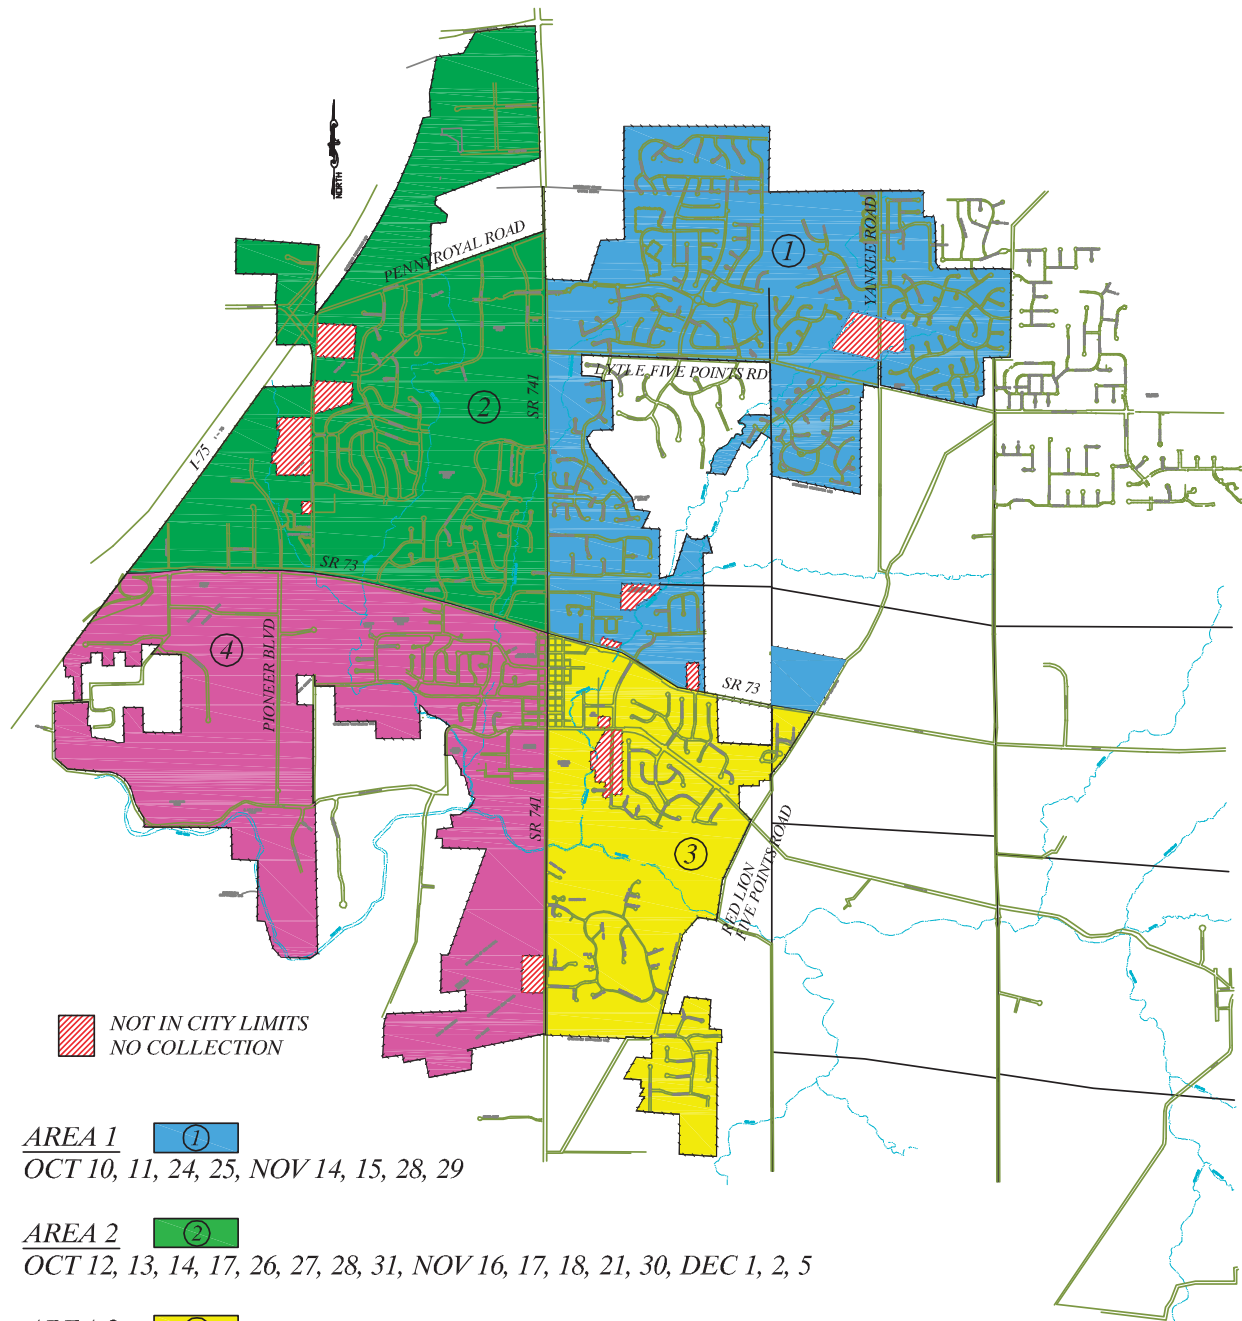 NORTH
PENNYROYAL ROAD
1
YANKEE ROAD
LYTLE FIVE POINTS RD
SR 741
2
I-75
SR 73
4
PIONEER BLVD
SR 73
SR 741
3
RED LION
FIVE POINTS ROAD
NOT IN CITY LIMITS
NO COLLECTION
AREA 1 1
OCT 10, 11, 24, 25, NOV 14, 15, 28, 29
AREA 2 2
OCT 12, 13, 14, 17, 26, 27, 28, 31, NOV 16, 17, 18, 21, 30, DEC 1, 2, 5